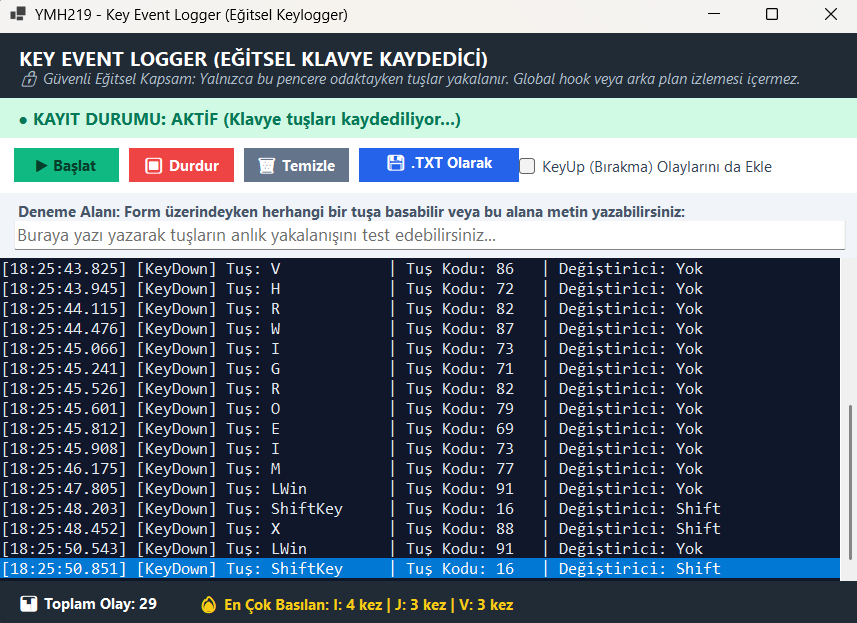 YMH219 - Key Event Logger (Eğitsel Keylogger)
KEY EVENT LOGGER (EĞİTSEL KLAVYE KAYDEDİCİ)
Güvenli Eğitsel Kapsam: Yalnızca bu pencere odaktayken tuşlar yakalanır. Global hook veya arka plan izlemesi içermez.
● KAYIT DURUMU: AKTİF (Klavye tuşları kaydediliyor...)
▶ Başlat Durdur Temizle .TXT Olarak KeyUp (Bırakma) Olaylarını da Ekle
Deneme Alanı: Form üzerindeyken herhangi bir tuşa basabilir veya bu alana metin yazabilirsiniz:
Buraya yazı yazarak tuşların anlık yakalanışını test edebilirsiniz...
[18:25:43.825] [KeyDown] Tuş: V | Tuş Kodu: 86 | Değiştirici: Yok
[18:25:43.945] [KeyDown] Tuş: H | Tuş Kodu: 72 | Değiştirici: Yok
[18:25:44.115] [KeyDown] Tuş: R | Tuş Kodu: 82 | Değiştirici: Yok
[18:25:44.476] [KeyDown] Tuş: W | Tuş Kodu: 87 | Değiştirici: Yok
[18:25:45.066] [KeyDown] Tuş: I | Tuş Kodu: 73 | Değiştirici: Yok
[18:25:45.241] [KeyDown] Tuş: G | Tuş Kodu: 71 | Değiştirici: Yok
[18:25:45.526] [KeyDown] Tuş: R | Tuş Kodu: 82 | Değiştirici: Yok
[18:25:45.601] [KeyDown] Tuş: O | Tuş Kodu: 79 | Değiştirici: Yok
[18:25:45.812] [KeyDown] Tuş: E | Tuş Kodu: 69 | Değiştirici: Yok
[18:25:45.908] [KeyDown] Tuş: I | Tuş Kodu: 73 | Değiştirici: Yok
[18:25:46.175] [KeyDown] Tuş: M | Tuş Kodu: 77 | Değiştirici: Yok
[18:25:47.805] [KeyDown] Tuş: LWin | Tuş Kodu: 91 | Değiştirici: Yok
[18:25:48.203] [KeyDown] Tuş: ShiftKey | Tuş Kodu: 16 | Değiştirici: Shift
[18:25:48.452] [KeyDown] Tuş: X | Tuş Kodu: 88 | Değiştirici: Shift
[18:25:50.543] [KeyDown] Tuş: LWin | Tuş Kodu: 91 | Değiştirici: Yok
[18:25:50.851] [KeyDown] Tuş: ShiftKey | Tuş Kodu: 16 | Değiştirici: Shift
Toplam Olay: 29 En Çok Basılan: I: 4 kez | J: 3 kez | V: 3 kez